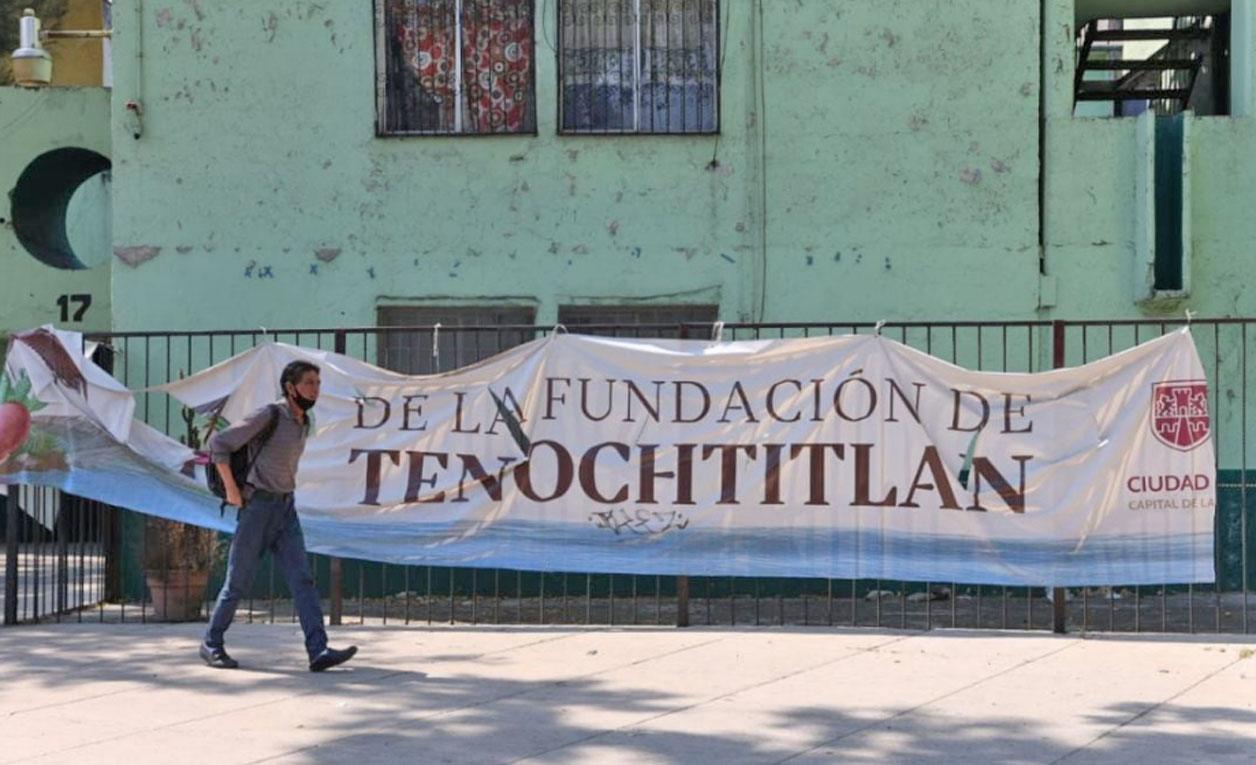 17
DE LA FUNDACIÓN DE
TENOCHTITLAN
CIUDAD
CAPITAL DE LA